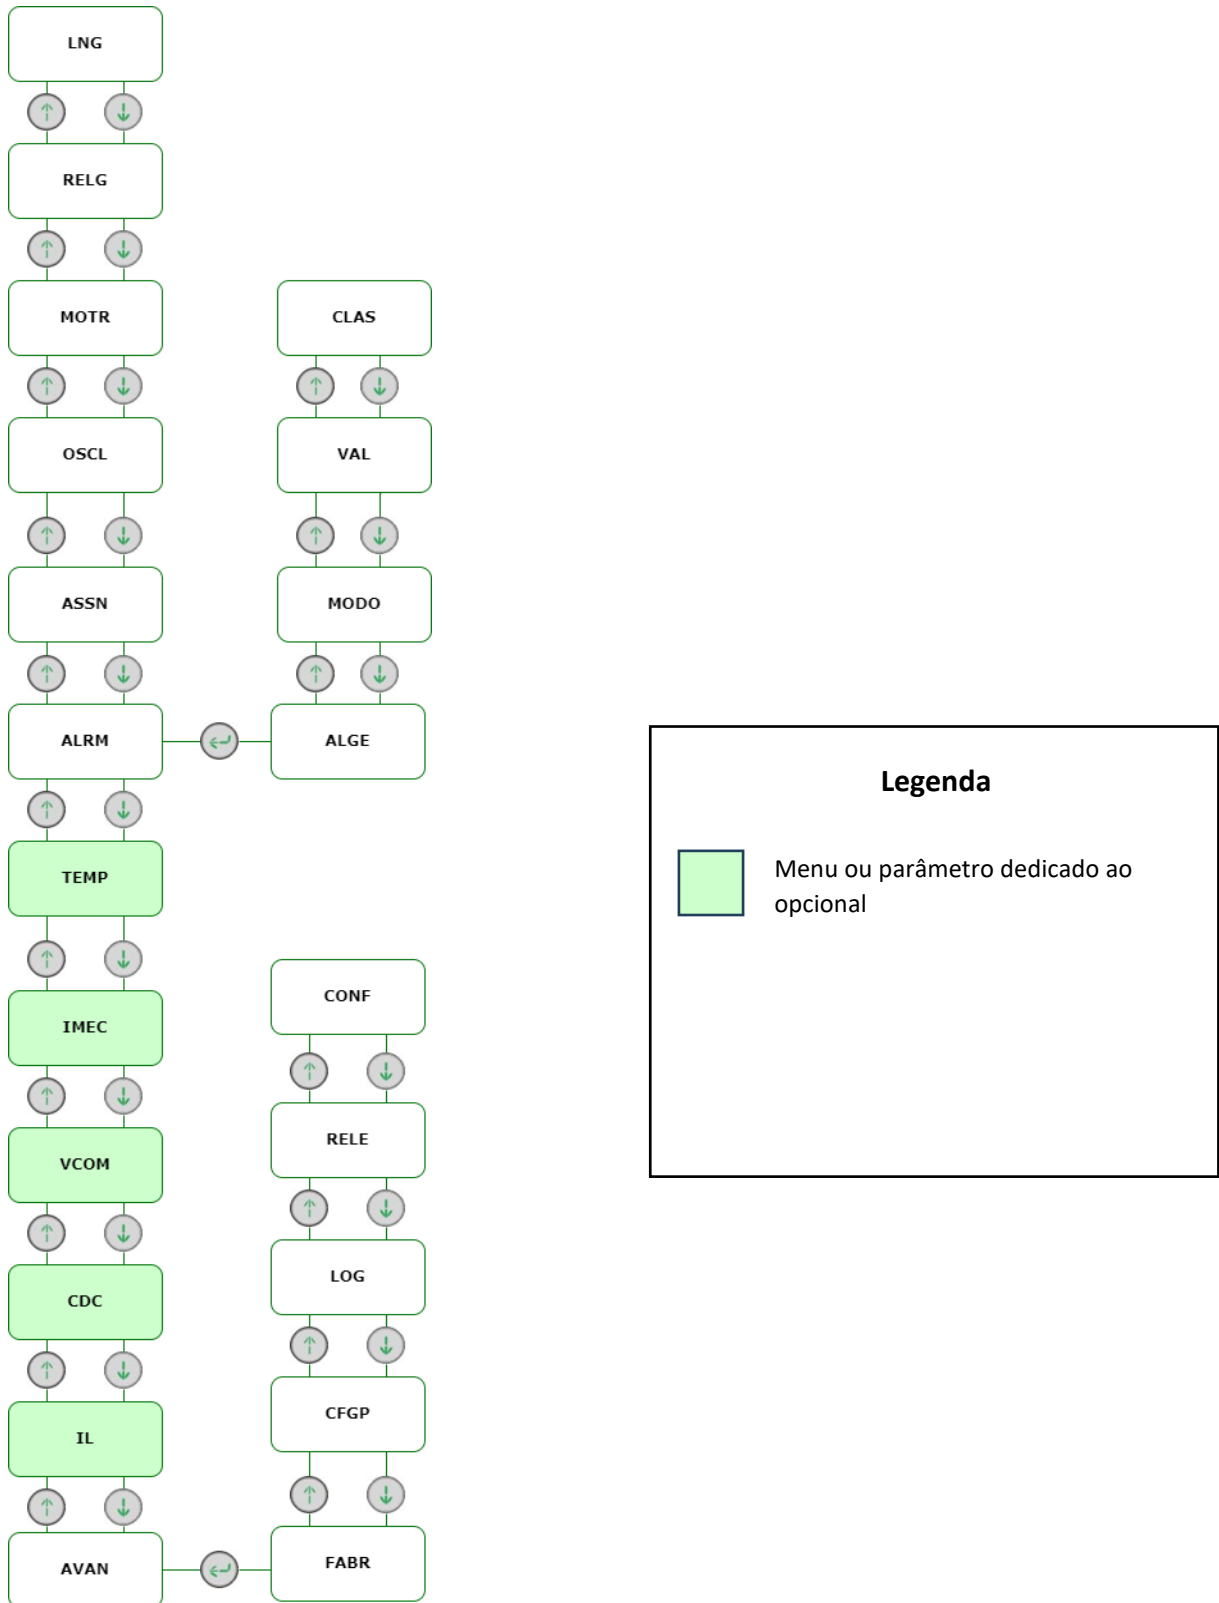 LNG
RELG
MOTR
OSCL
ASSN
ALRM
TEMP
IMEC
VCOM
CDC
IL
AVAN
CLAS
VAL
MODO
ALGE
CONF
RELE
LOG
CFGP
FABR
Legenda
Menu ou parâmetro dedicado ao
opcional